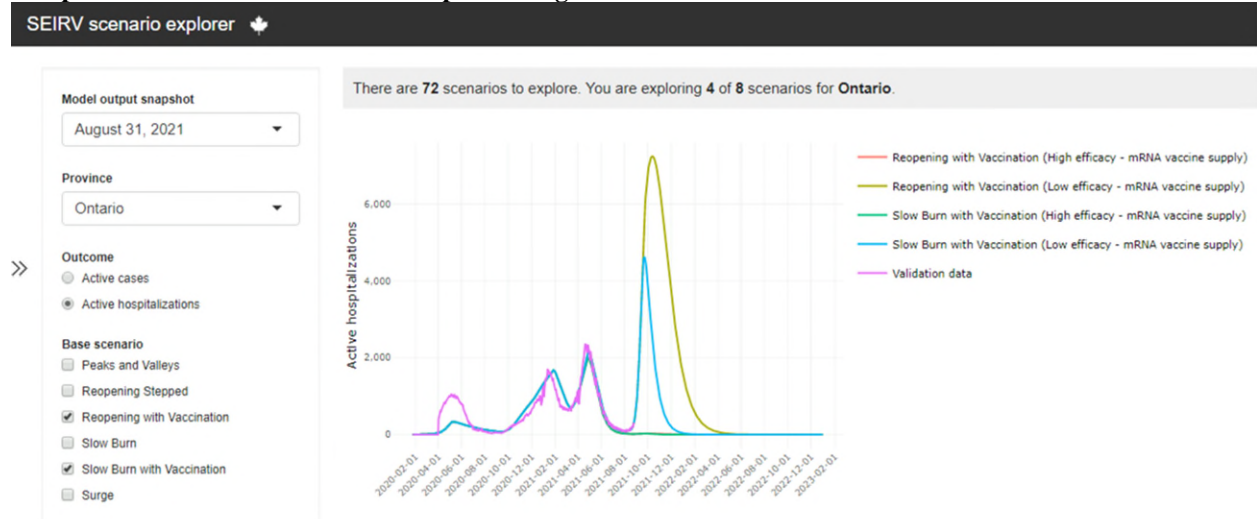 SEIRV scenario explorer
Model output snapshot
August 31, 2021
Province
Ontario
Outcome
Active cases
Active hospitalizations
Base scenario
Peaks and Valleys
Reopening Stepped
Reopening with Vaccination
Slow Burn
Slow Burn with Vaccination
Surge
There are 72 scenarios to explore. You are exploring 4 of 8 scenarios for Ontario.
Active hospitalizations
6,000
4,000
2,000
0
2020-02-01
2020-04-01
2020-06-01
2020-08-01
2020-10-01
2020-12-01
2021-02-01
2021-04-01
2021-06-01
2021-08-01
2021-10-01
2021-12-01
2022-02-01
2022-04-01
2022-06-01
2022-08-01
2022-10-01
2022-12-01
2023-02-01
Reopening with Vaccination (High efficacy - mRNA vaccine supply)
Reopening with Vaccination (Low efficacy - mRNA vaccine supply)
Slow Burn with Vaccination (High efficacy - mRNA vaccine supply)
Slow Burn with Vaccination (Low efficacy - mRNA vaccine supply)
Validation data